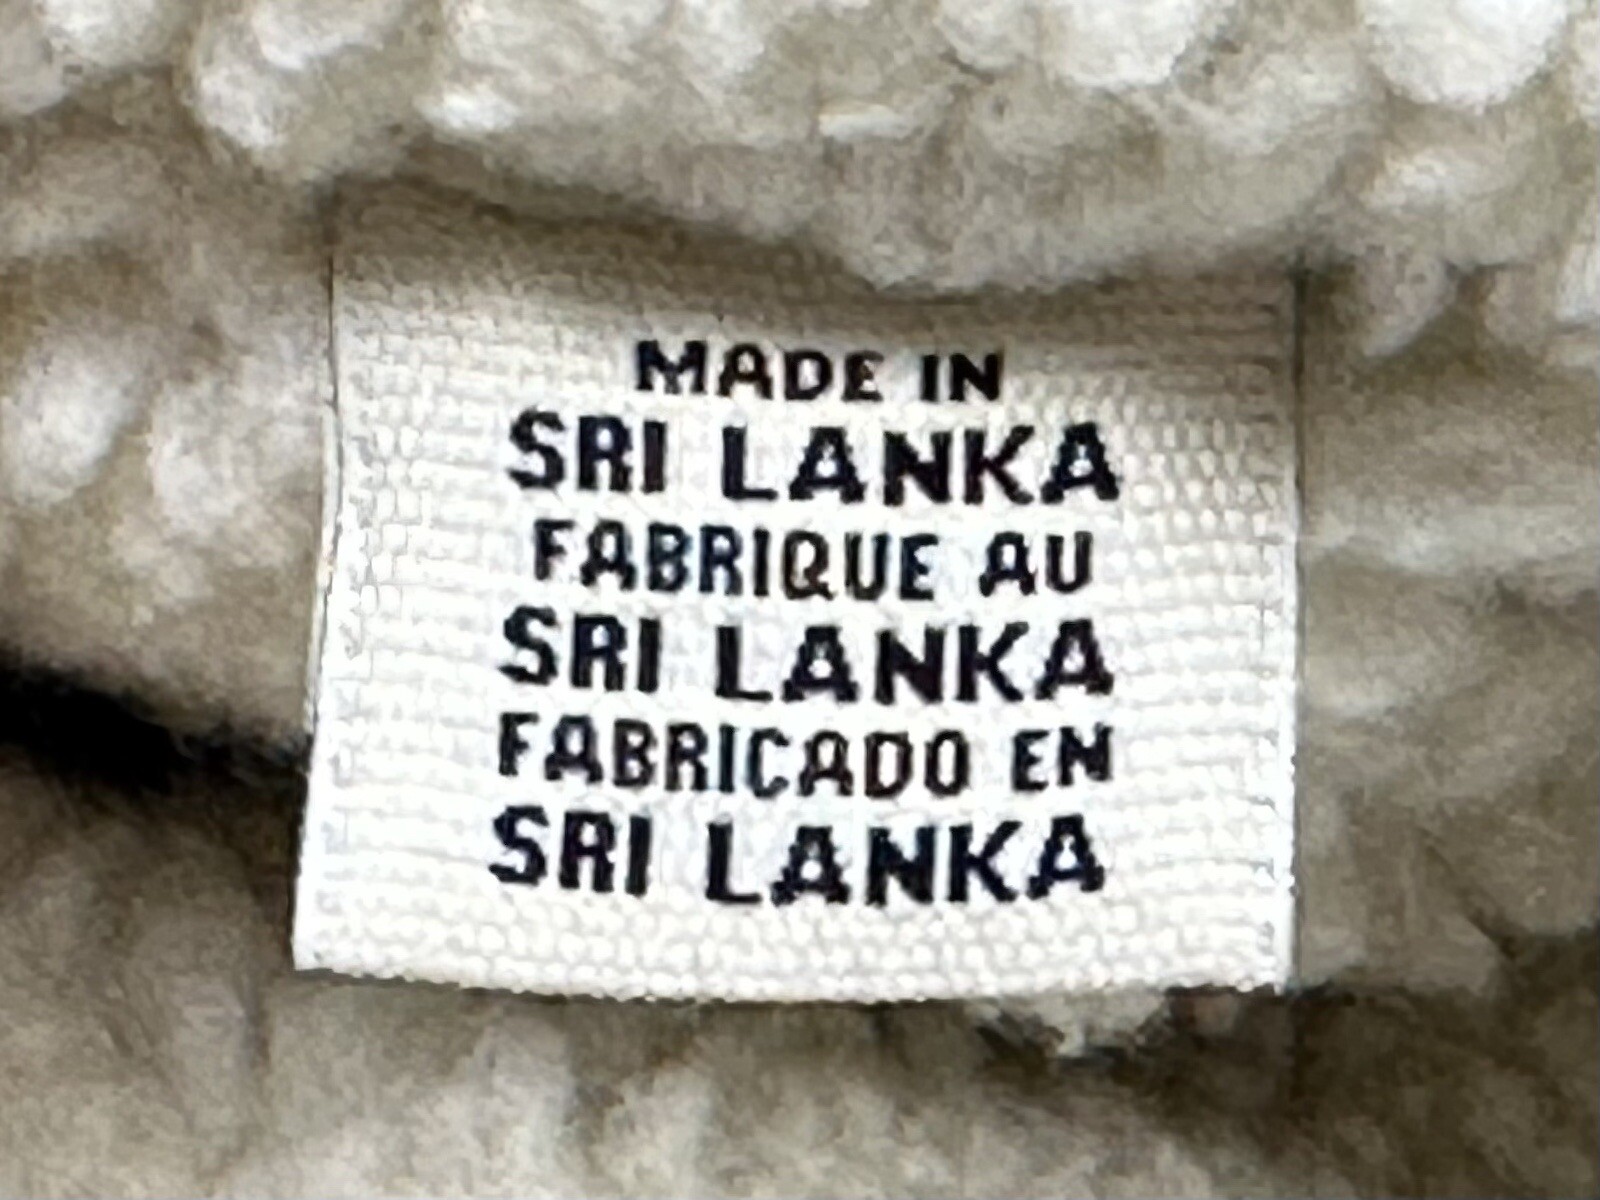 MADE IN
SRI LANKA
FABRIQUE AU
SRI LANKA
FABRICADO EN
SRI LANKA